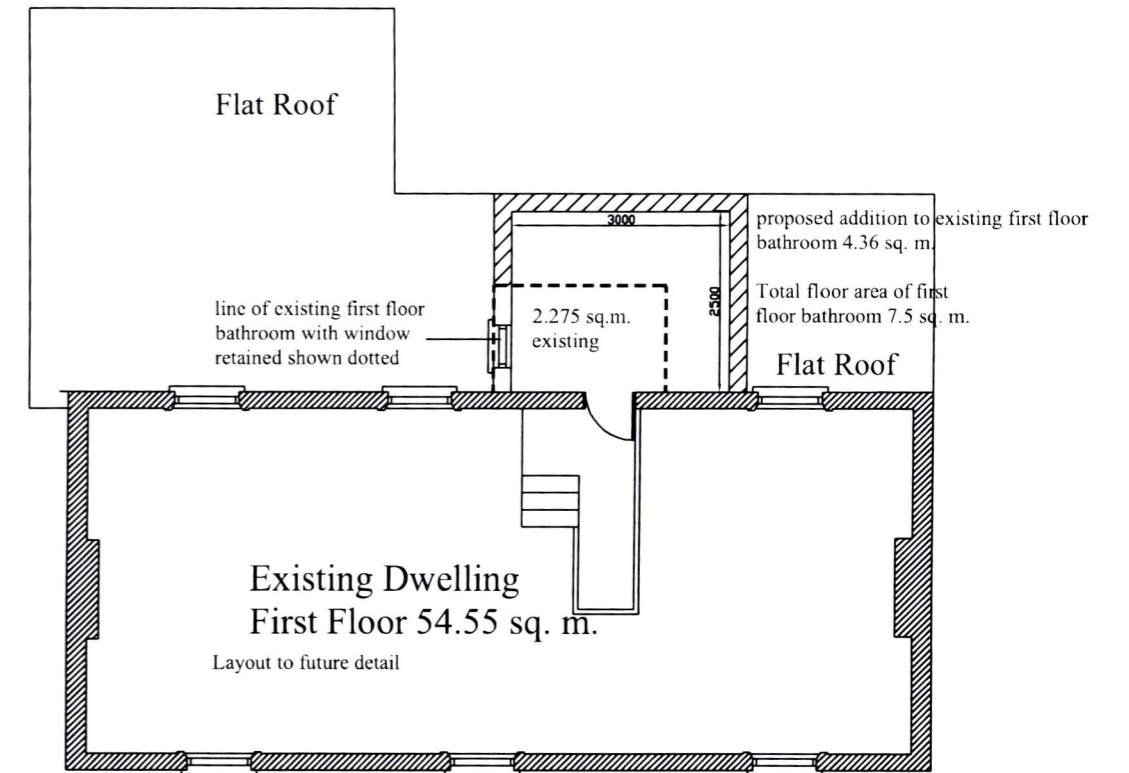 Flat Roof
3000
proposed addition to existing first floor
bathroom 4.36 sq. m.
2500
Total floor area of first
floor bathroom 7.5 sq. m.
line of existing first floor
bathroom with window
retained shown dotted
2.275 sq.m.
existing
Flat Roof
Existing Dwelling
First Floor 54.55 sq. m.
Layout to future detail